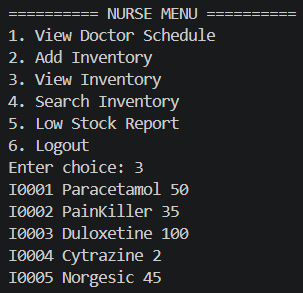 ========== NURSE MENU ==========
1. View Doctor Schedule
2. Add Inventory
3. View Inventory
4. Search Inventory
5. Low Stock Report
6. Logout
Enter choice: 3
I0001 Paracetamol 50
I0002 PainKiller 35
I0003 Duloxetine 100
I0004 Cytrazine 2
I0005 Norgesic 45